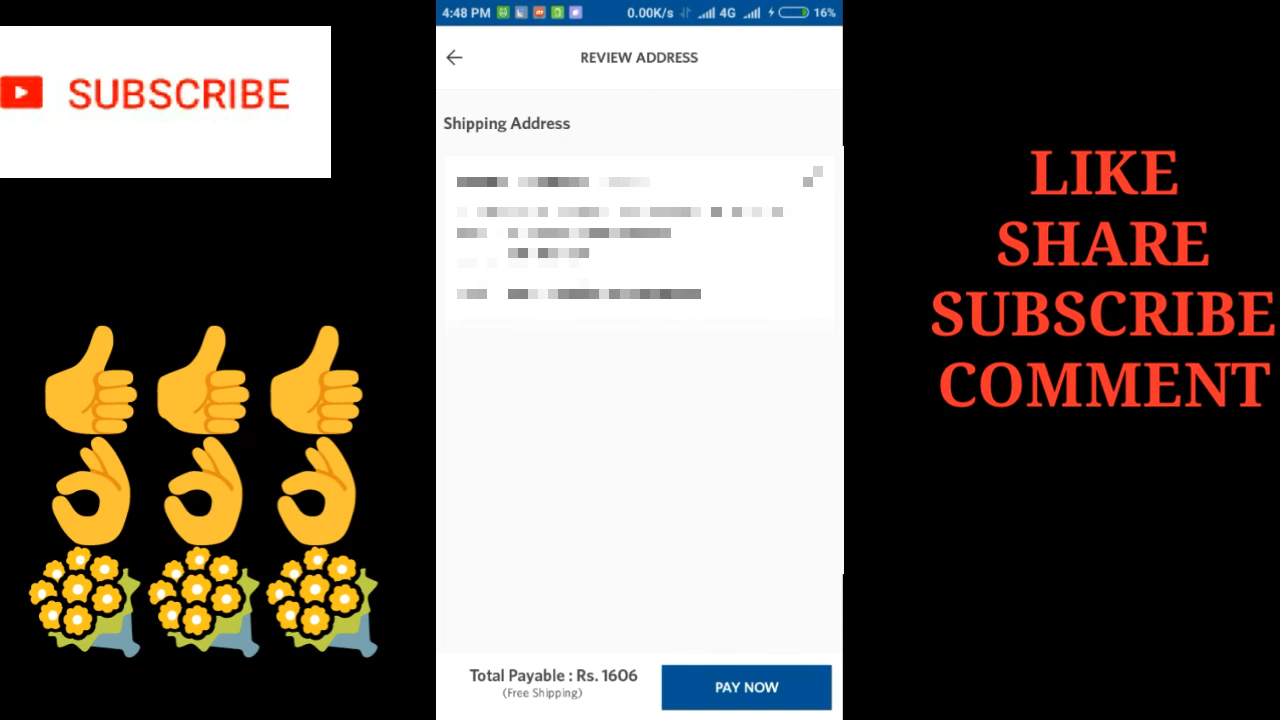 SUBSCRIBE
4:48 PM 0.00K/s 4G 16%
REVIEW ADDRESS
Shipping Address
Total Payable : Rs. 1606
(Free Shipping)
PAY NOW
LIKE
SHARE
SUBSCRIBE
COMMENT